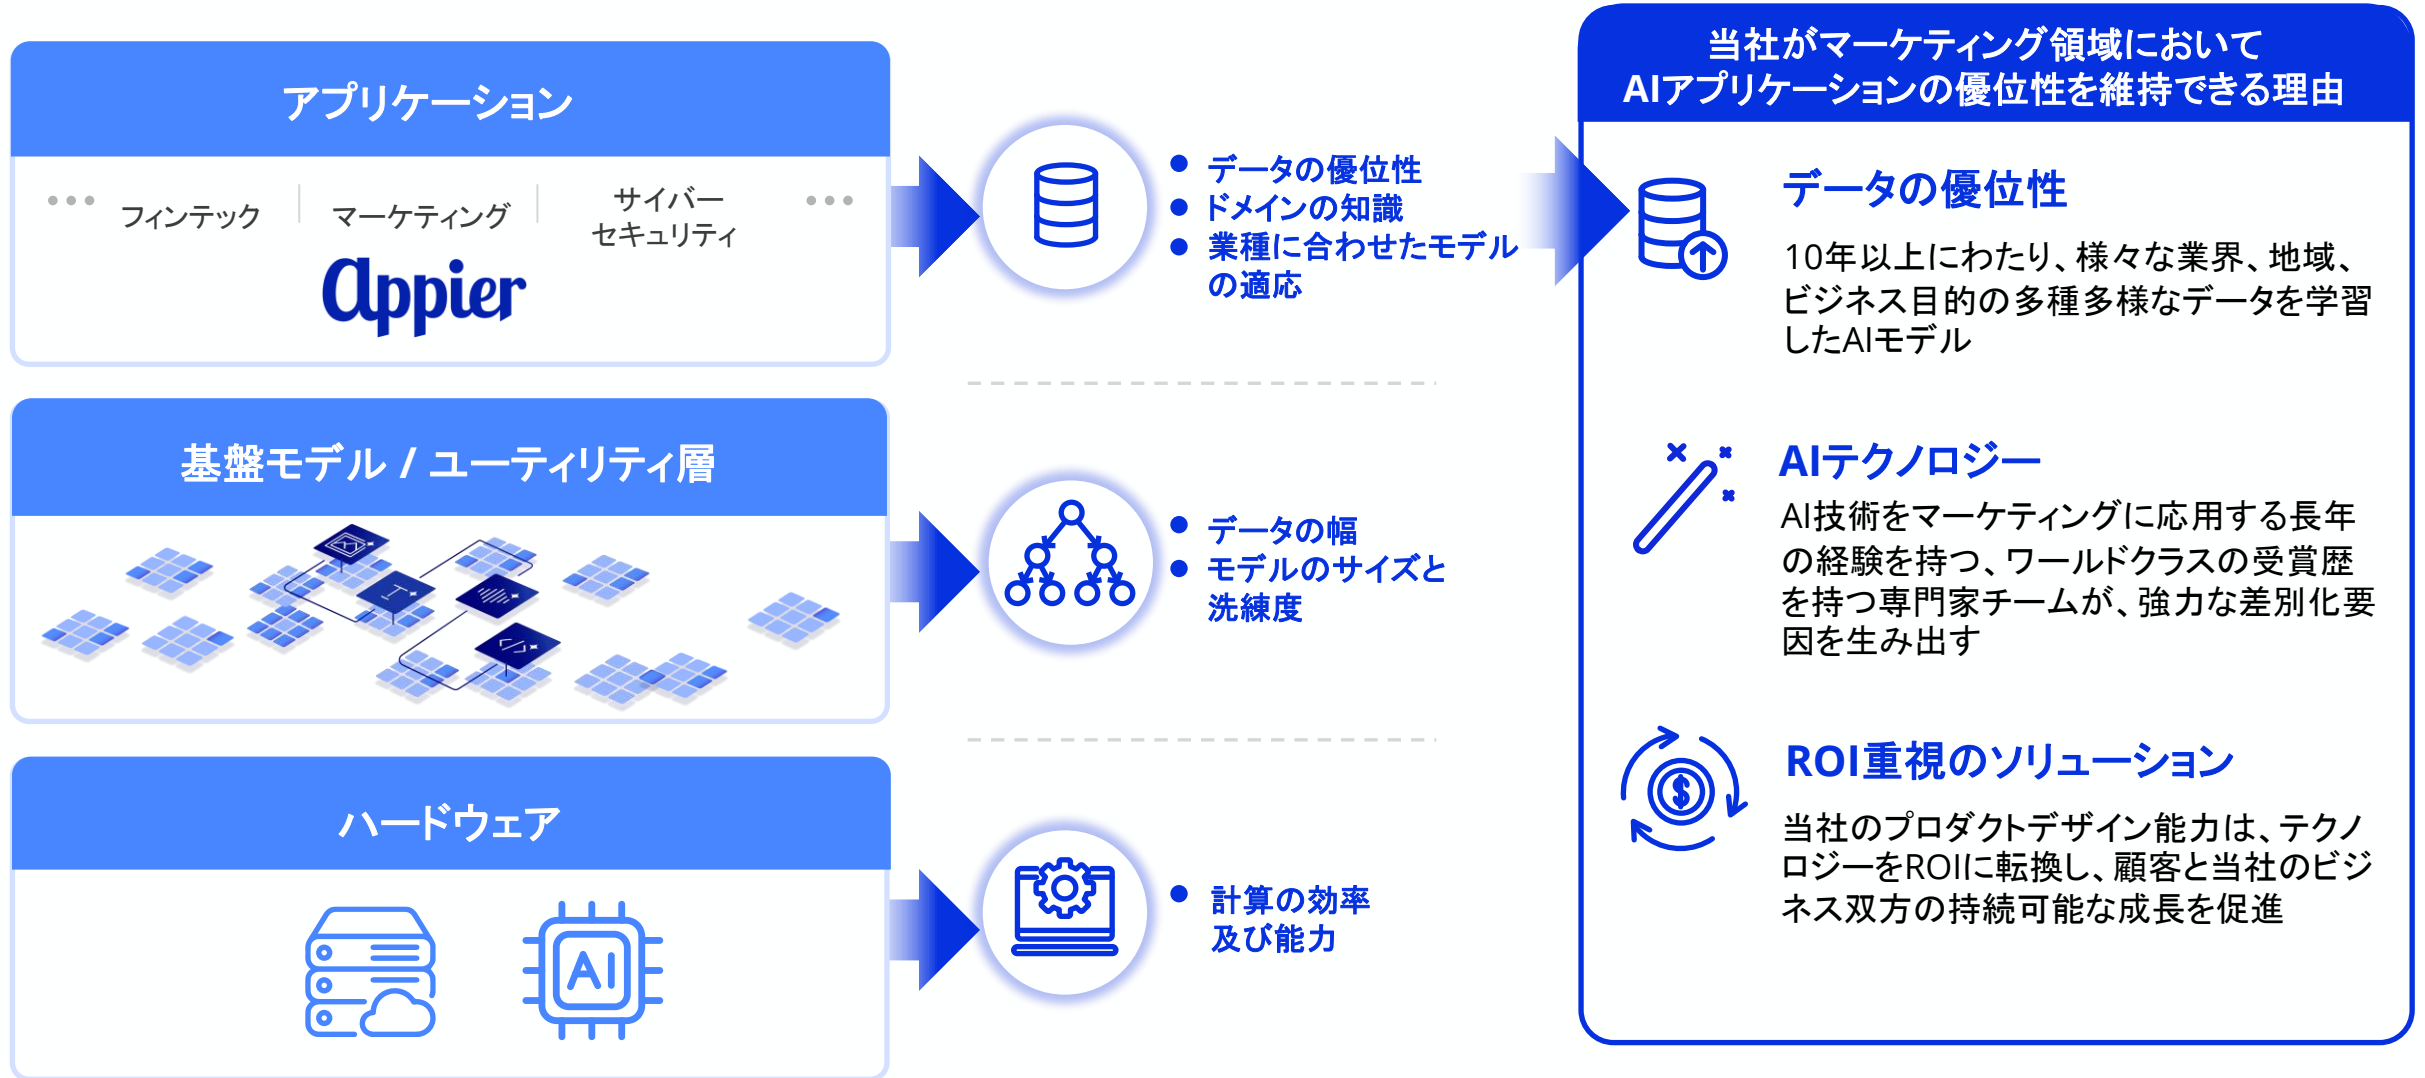 アプリケーション
フィンテック
マーケティング
サイバー
セキュリティ
Appier
データの優位性
ドメインの知識
業種に合わせたモデル
の適応
基盤モデル / ユーティリティ層
データの幅
モデルのサイズと
洗練度
ハードウェア
AI
計算の効率
及び能力
当社がマーケティング領域において
AIアプリケーションの優位性を維持できる理由
データの優位性
10年以上にわたり、様々な業界、地域、
ビジネス目的の多種多様なデータを学習
したAIモデル
AIテクノロジー
AI技術をマーケティングに応用する長年
の経験を持つ、ワールドクラスの受賞歴
を持つ専門家チームが、強力な差別化要
因を生み出す
$
ROI重視のソリューション
当社のプロダクトデザイン能力は、テクノ
ロジーをROIに転換し、顧客と当社のビジ
ネス双方の持続可能な成長を促進